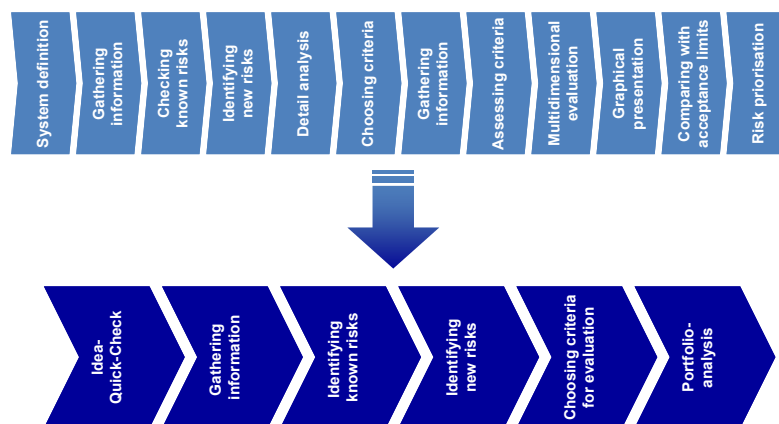 System definition
Gathering
information
Checking
known risks
Identifying
new risks
Detail analysis
Choosing criteria
Gathering
information
Assessing criteria
Multidimensional
evaluation
Graphical
presentation
Comparing with
acceptance limits
Risk priorisation
Idea-
Quick-Check
Gathering
information
Identifying
known risks
Identifying
new risks
Choosing criteria
for evaluation
Portfolio-
analysis